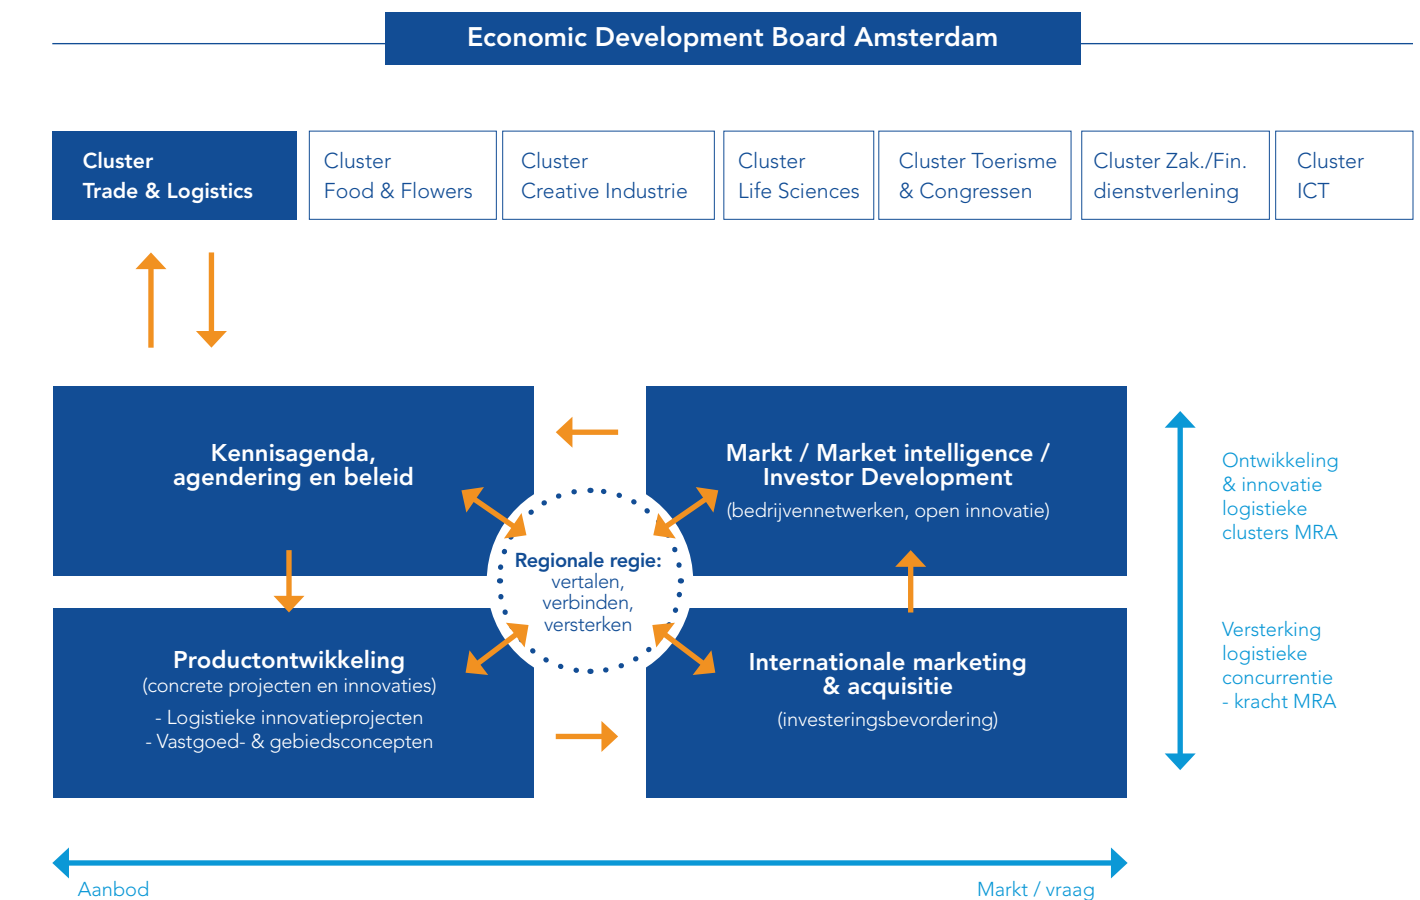 Economic Development Board Amsterdam
Cluster
Trade & Logistics
Cluster
Food & Flowers
Cluster
Creative Industrie
Cluster
Life Sciences
Cluster Toerisme
& Congressen
Cluster Zak./Fin.
dienstverlening
Cluster
ICT
Kennisagenda,
agendering en beleid
Markt / Market intelligence /
Investor Development
(bedrijvennetwerken, open innovatie)
Regionale regie:
vertalen,
verbinden,
versterken
Productontwikkeling
(concrete projecten en innovaties)
- Logistieke innovatieprojecten
- Vastgoed- & gebiedsconcepten
Internationale marketing
& acquisitie
(investeringsbevordering)
Ontwikkeling
& innovatie
logistieke
clusters MRA
Versterking
logistieke
concurrentie
- kracht MRA
Aanbod
Markt / vraag